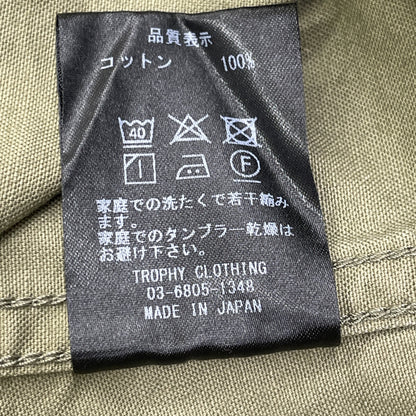 品質表示
コットン 100%
40
F
家庭での洗たくで若干縮み
ます。
家庭でのタンブラー乾燥は
お避け下さい。
TROPHY CLOTHING
03-6805-1348
MADE IN JAPAN